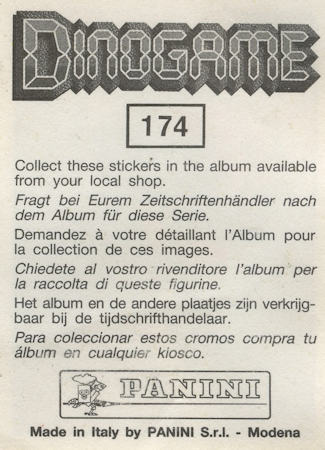 DINOGAME
174
Collect these stickers in the album available
from your local shop.
Fragt bei Eurem Zeitschriftenhändler nach
dem Album für diese Serie.
Demandez à votre détaillant l'Album pour
la collection de ces images.
Chiedete al vostro rivenditore l'album per
la raccolta di queste figurine.
Het album en de andere plaatjes zijn verkrijg-
baar bij de tijdschrifthandelaar.
Para coleccionar estos cromos compra tu
álbum en cualquier kiosco.
PANINI
Made in Italy by PANINI S.r.l. - Modena